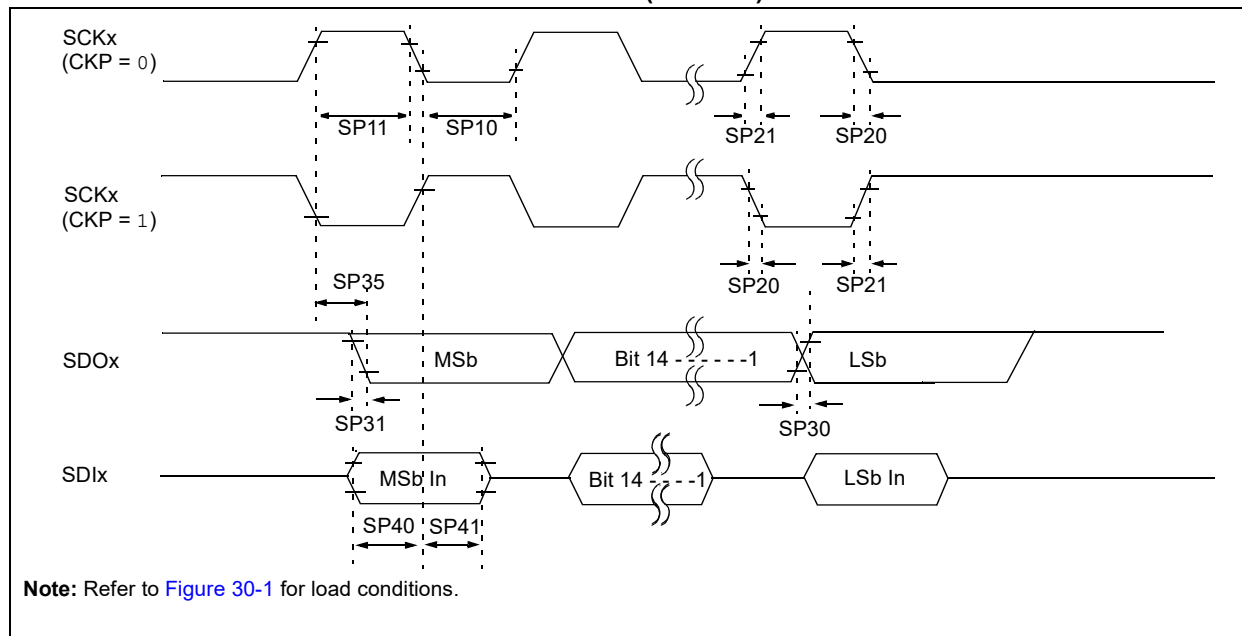 SCKx
(CKP = 0)
SP11
SP10
SP21
SP20
SCKx
(CKP = 1)
SP35
SP20
SP21
SDOx
MSb
Bit 14 - - - - - -1
LSb
SP31
SP30
SDIx
MSb In
Bit 14 - - - -1
LSb In
SP40
SP41
Note: Refer to Figure 30-1 for load conditions.